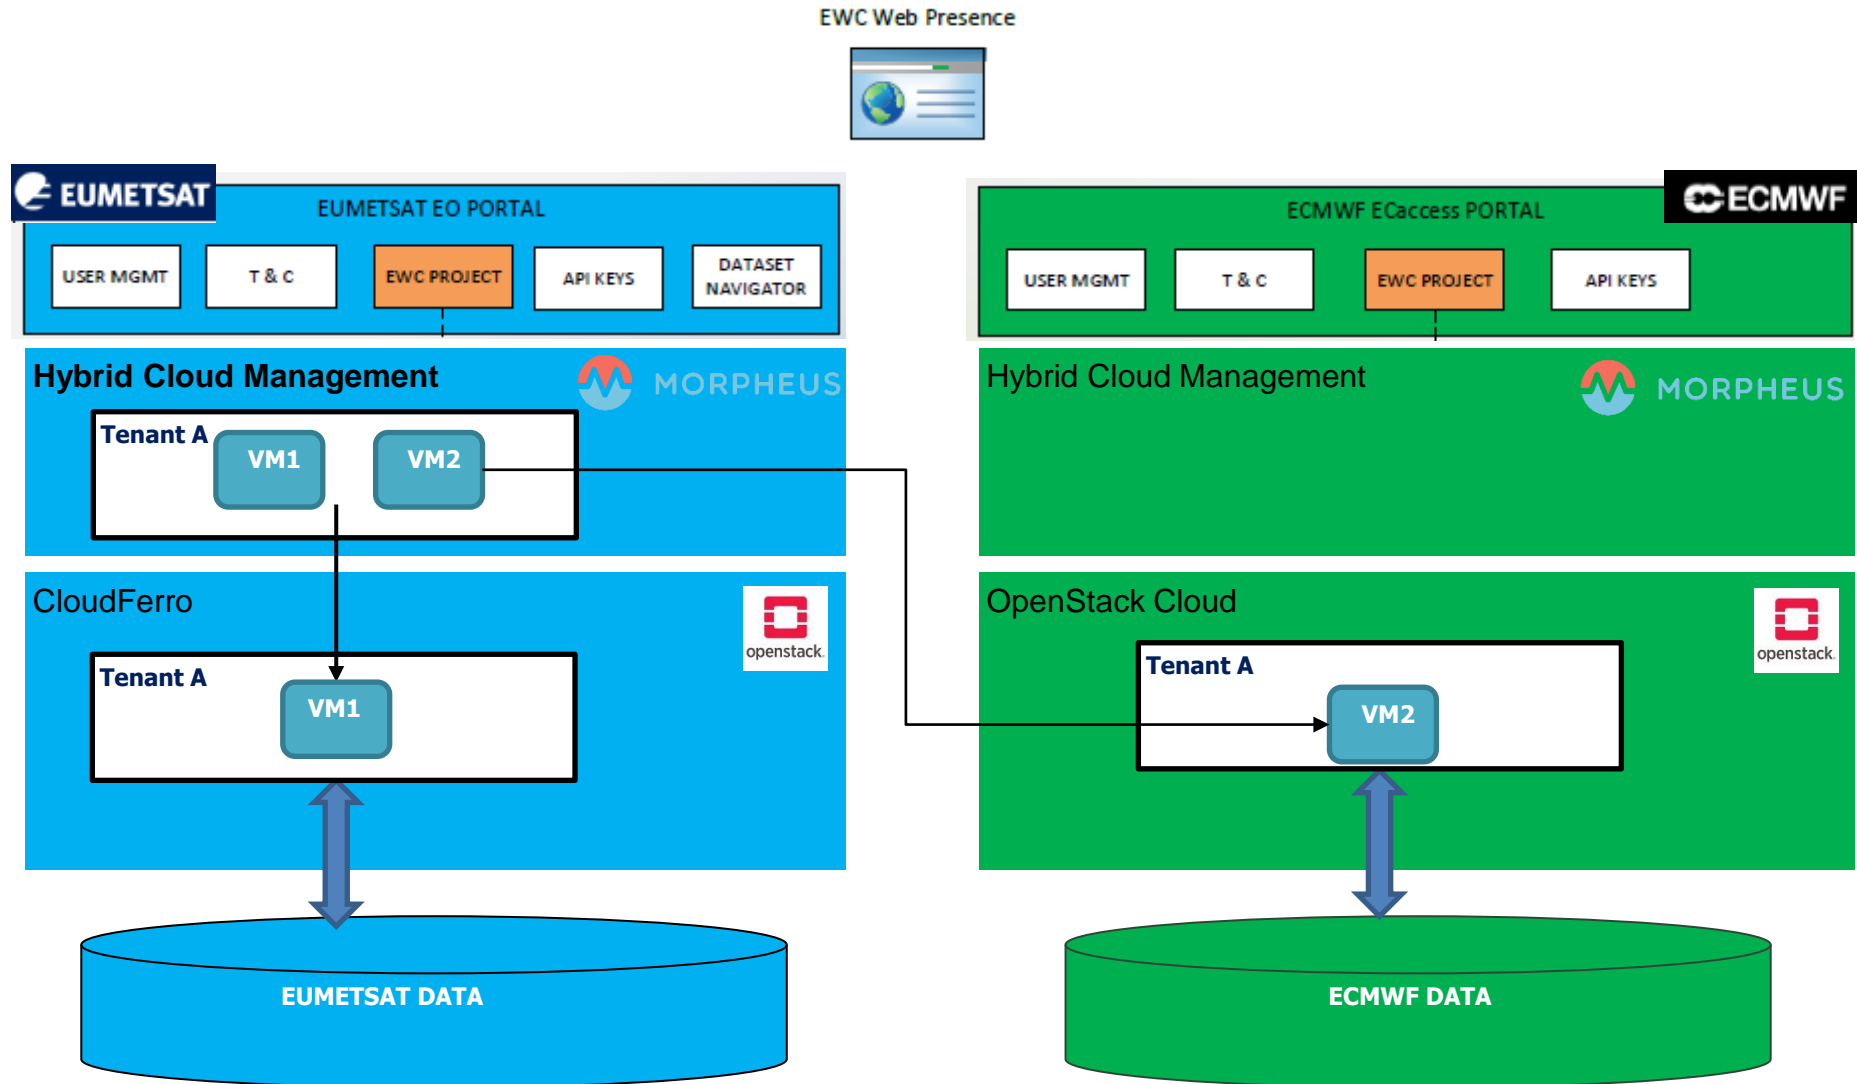 EWC Web Presence
EUMETSAT
EUMETSAT EO PORTAL
USER MGMT
T & C
EWC PROJECT
API KEYS
DATASET
NAVIGATOR
Hybrid Cloud Management
MORPHEUS
Tenant A
VM1
VM2
CloudFerro
openstack.
Tenant A
VM1
EUMETSAT DATA
ECMWF
ECMWF ECaccess PORTAL
USER MGMT
T & C
EWC PROJECT
API KEYS
Hybrid Cloud Management
MORPHEUS
OpenStack Cloud
openstack.
Tenant A
VM2
ECMWF DATA